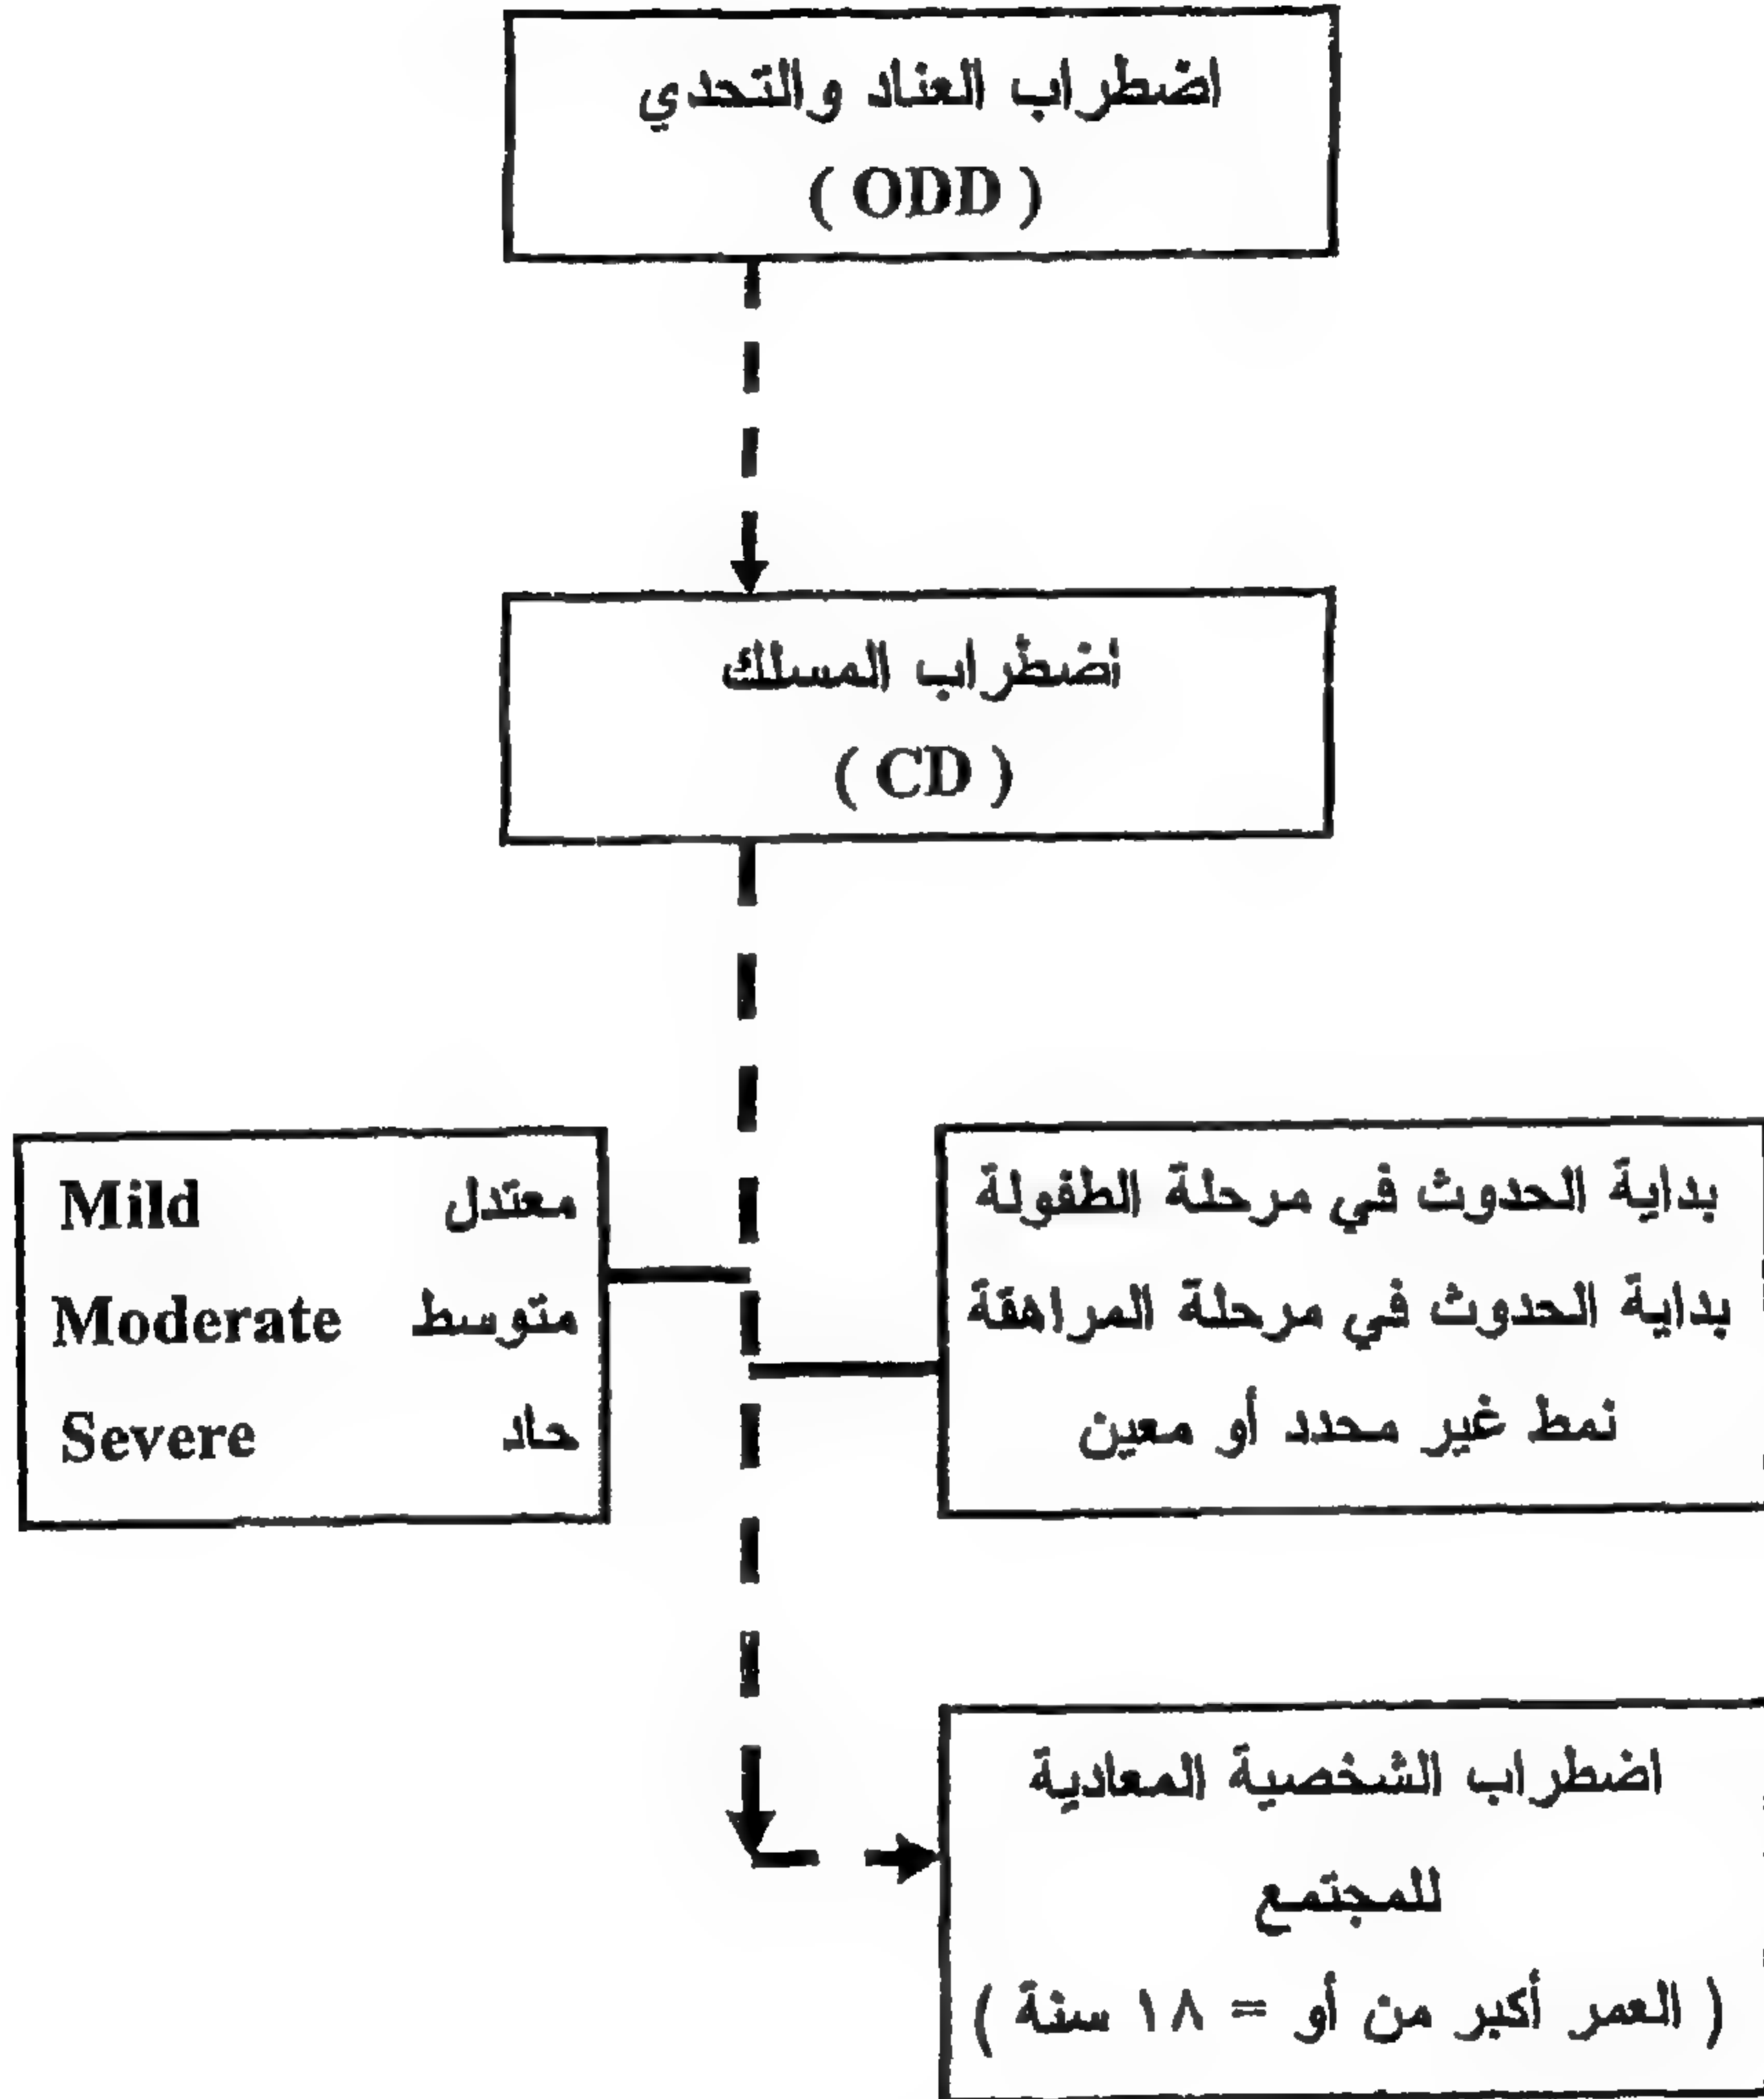 اضطراب العناد والتحدي
( ODD )
اضطراب المسلك
( CD )
معتدل Mild
متوسط Moderate
حاد Severe
بداية الحدوث في مرحلة الطفولة
بداية الحدوث في مرحلة المراهقة
نمط غير محدد أو معين
اضطراب الشخصية المعادية
للمجتمع
( العمر أكبر من أو = ١٨ سنة )